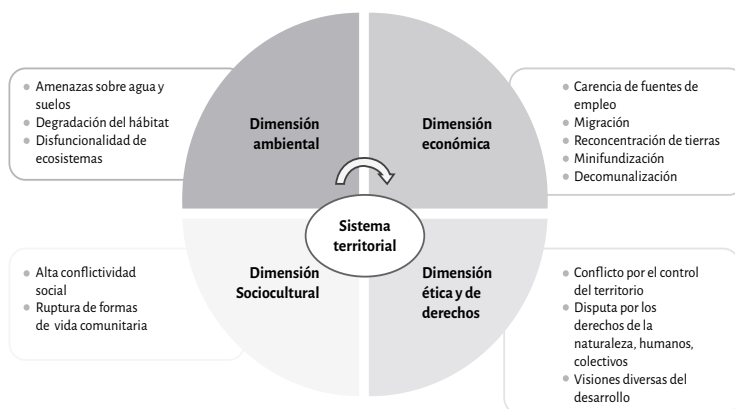 ● Amenazas sobre agua y
suelos
● Degradación del hábitat
● Disfuncionalidad de
ecosistemas
Dimensión
ambiental
Dimensión
económica
● Carencia de fuentes de
empleo
● Migración
● Reconcentración de tierras
● Minifundización
● Decomunalización
Sistema
territorial
● Alta conflictividad
social
● Ruptura de formas
de vida comunitaria
Dimensión
Sociocultural
Dimensión
ética y de
derechos
● Conflicto por el control
del territorio
● Disputa por los
derechos de la
naturaleza, humanos,
colectivos
● Visiones diversas del
desarrollo